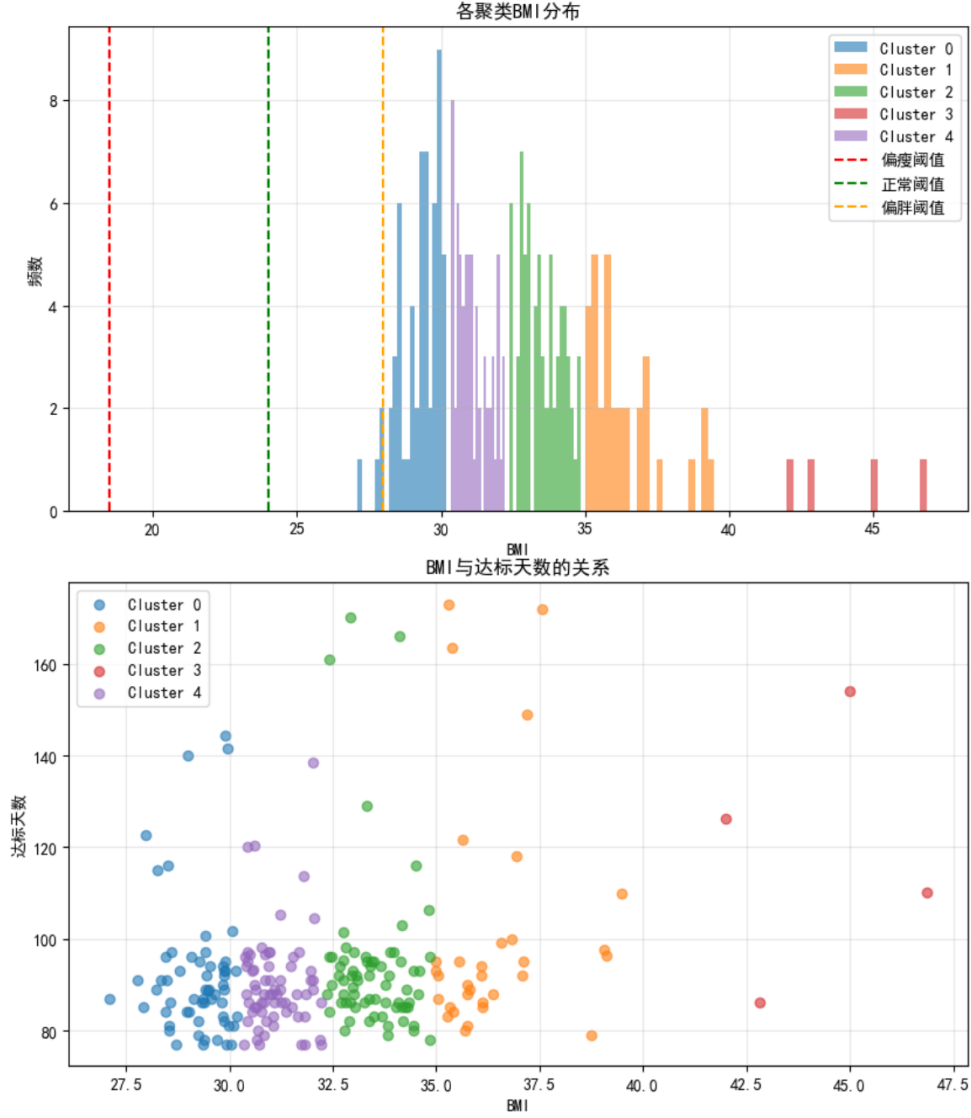 各聚类BMI分布
频数
8
6
4
2
0
20
25
30
35
40
45
BMI
Cluster 0
Cluster 1
Cluster 2
Cluster 3
Cluster 4
偏瘦阈值
正常阈值
偏胖阈值
BMI与达标天数的关系
达标天数
160
140
120
100
80
27.5
30.0
32.5
35.0
37.5
40.0
42.5
45.0
47.5
BMI
Cluster 0
Cluster 1
Cluster 2
Cluster 3
Cluster 4